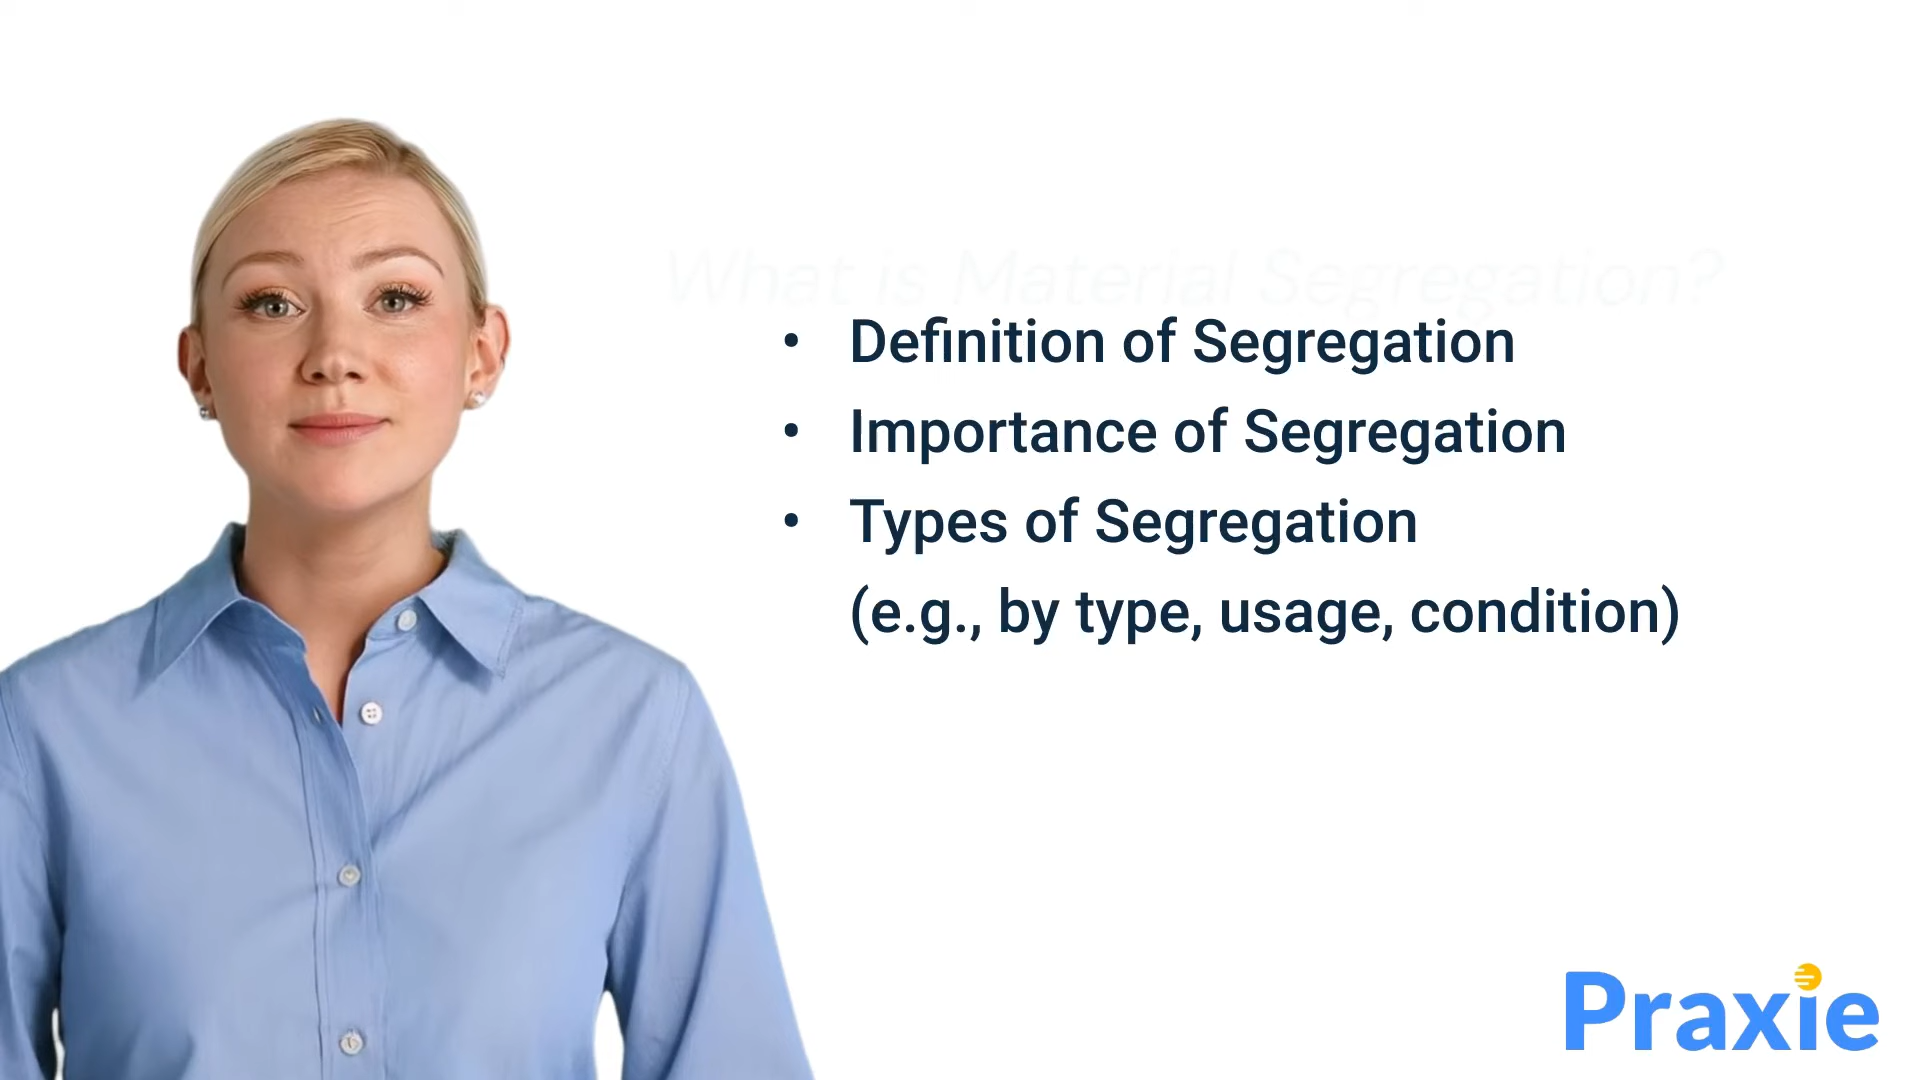 What is Material Segregation?
• Definition of Segregation
• Importance of Segregation
• Types of Segregation
(e.g., by type, usage, condition)
Praxie